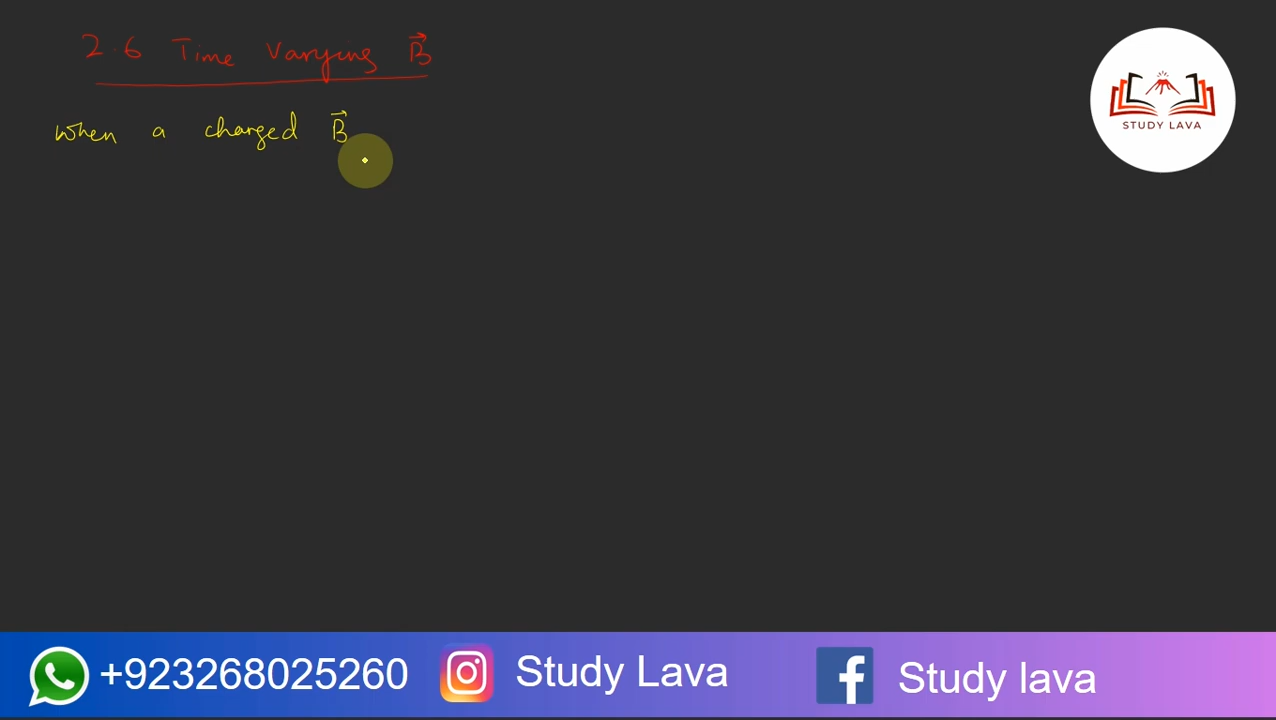 2.6 Time Varying B⃗
When a charged B⃗
STUDY LAVA
+923268025260 Study Lava Study lava